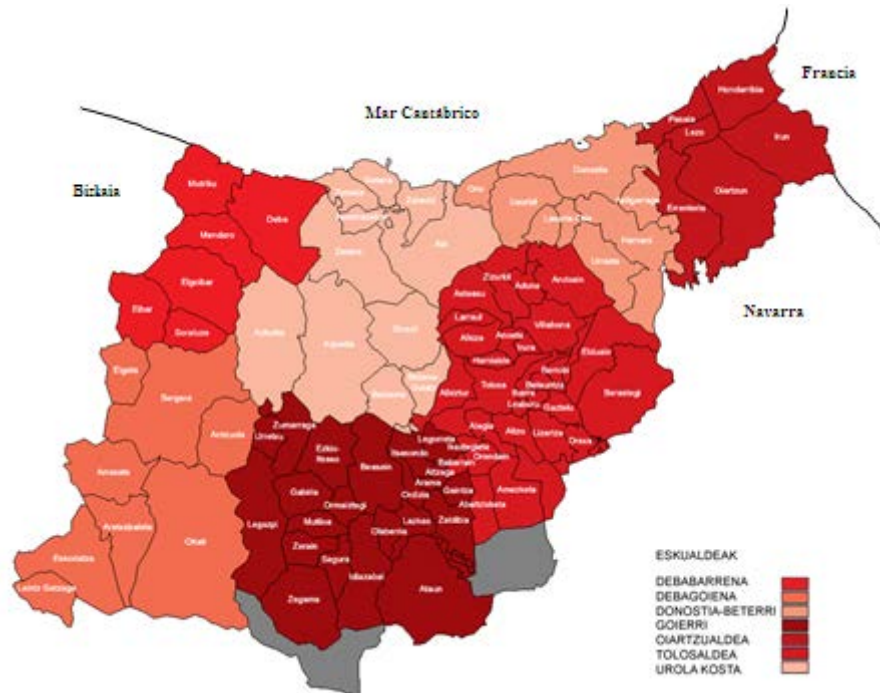 Francia
Mar Cantábrico
Bizkaia
Navarra
Hondarribia
Pasaia
Lezo
Irun
Oiartzun
Errenteria
Mutriku
Deba
Mendaro
Elgoibar
Eibar
Soraluze
Getaria
Zumaia
Zarautz
Orio
Aia
Zestoa
Donostia
Usurbil
Lasarte-Oria
Astigarraga
Hernani
Urnieta
Azkoitia
Azpeitia
Errezil
Beizama
Zizurkil
Aduna
Andoain
Asteasu
Larraul
Villabona
Alkiza
Anoeta
Irura
Hernialde
Elduain
Berrobi
Berastegi
Tolosa
Belauntza
Ibarra
Leaburu
Gaztelu
Albiztur
Alegia
Altzo
Lizartza
Orexa
Ikaztegieta
Orendain
Amezketa
Abaltzisketa
Elgeta
Bergara
Antzuola
Arrasate
Aretxabaleta
Eskoriatza
Leintz Gatzaga
Oñati
Zumarraga
Urretxu
Ezkio-
Itsaso
Beasain
Legorreta
Itsasondo
Altzaga
Arama
Ordizia
Gaintza
Gabiria
Ormaiztegi
Legazpi
Mutiloa
Olaberria
Lazkao
Zaldibia
Zerain
Segura
Idiazabal
Zegama
Ataun
ESKUALDEAK
DEBABARRENA
DEBAGOIENA
DONOSTIA-BETERRI
GOIERRI
OIARTZUALDEA
TOLOSALDEA
UROLA KOSTA